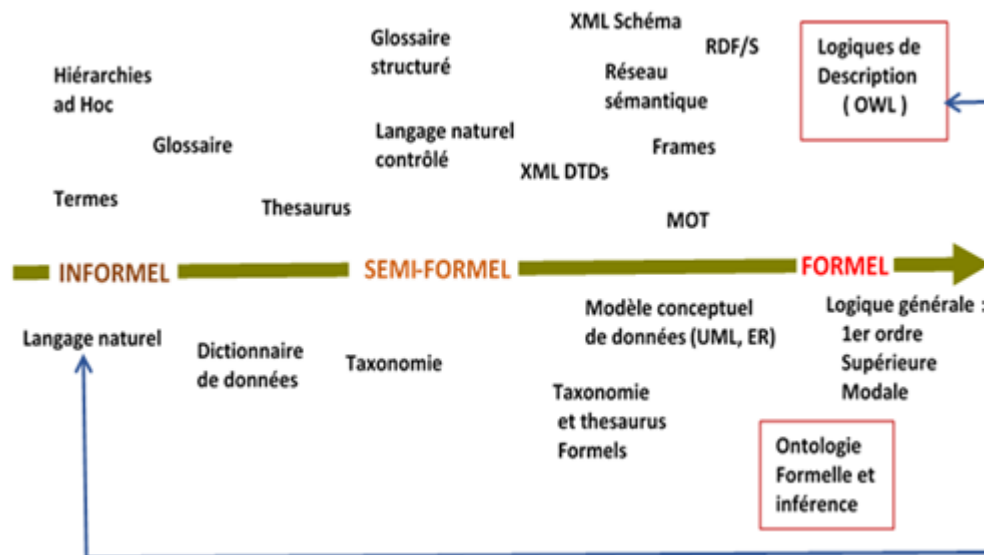 Hiérarchies
ad Hoc
Glossaire
Termes
Thesaurus
Glossaire
structuré
Langage naturel
contrôlé
XML Schéma
RDF/S
Réseau
sémantique
Frames
XML DTDs
MOT
Logiques de
Description
( OWL )
INFORMEL
SEMI-FORMEL
FORMEL
Langage naturel
Dictionnaire
de données
Taxonomie
Modèle conceptuel
de données (UML, ER)
Taxonomie
et thesaurus
Formels
Logique générale :
1er ordre
Supérieure
Modale
Ontologie
Formelle et
inférence